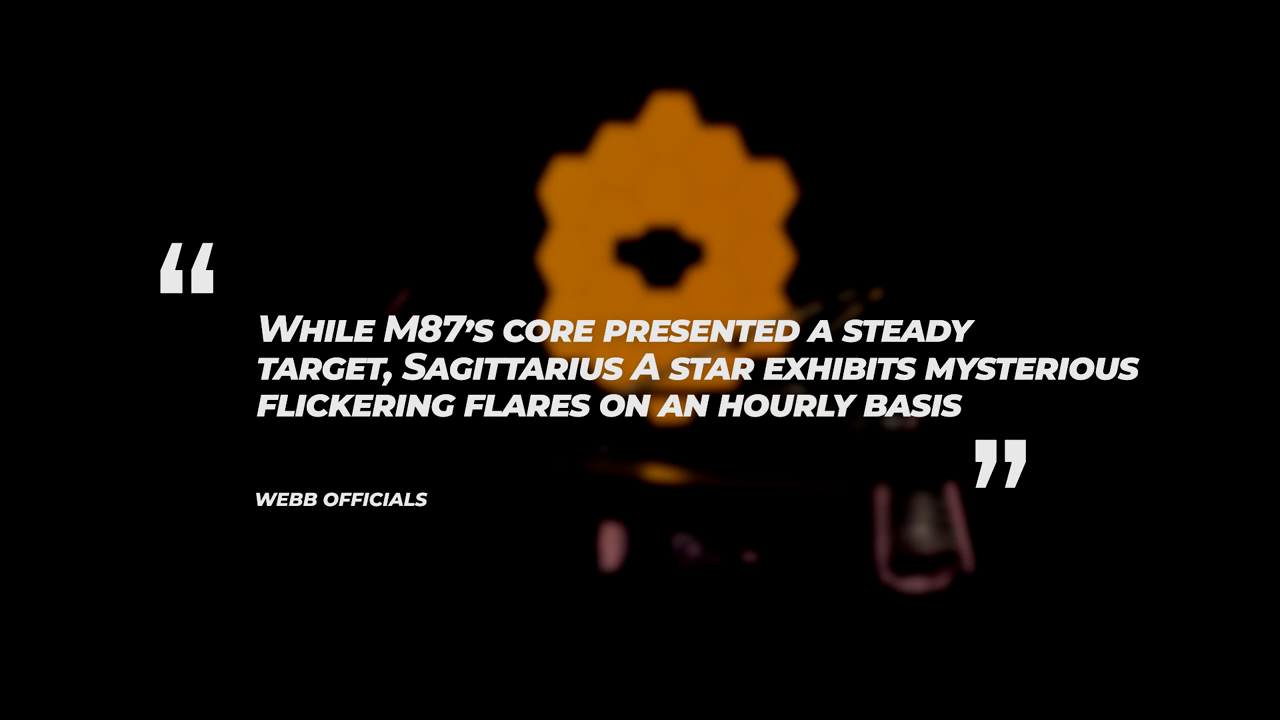 “
While M87’s core presented a steady
target, Sagittarius A star exhibits mysterious
flickering flares on an hourly basis
”
WEBB OFFICIALS